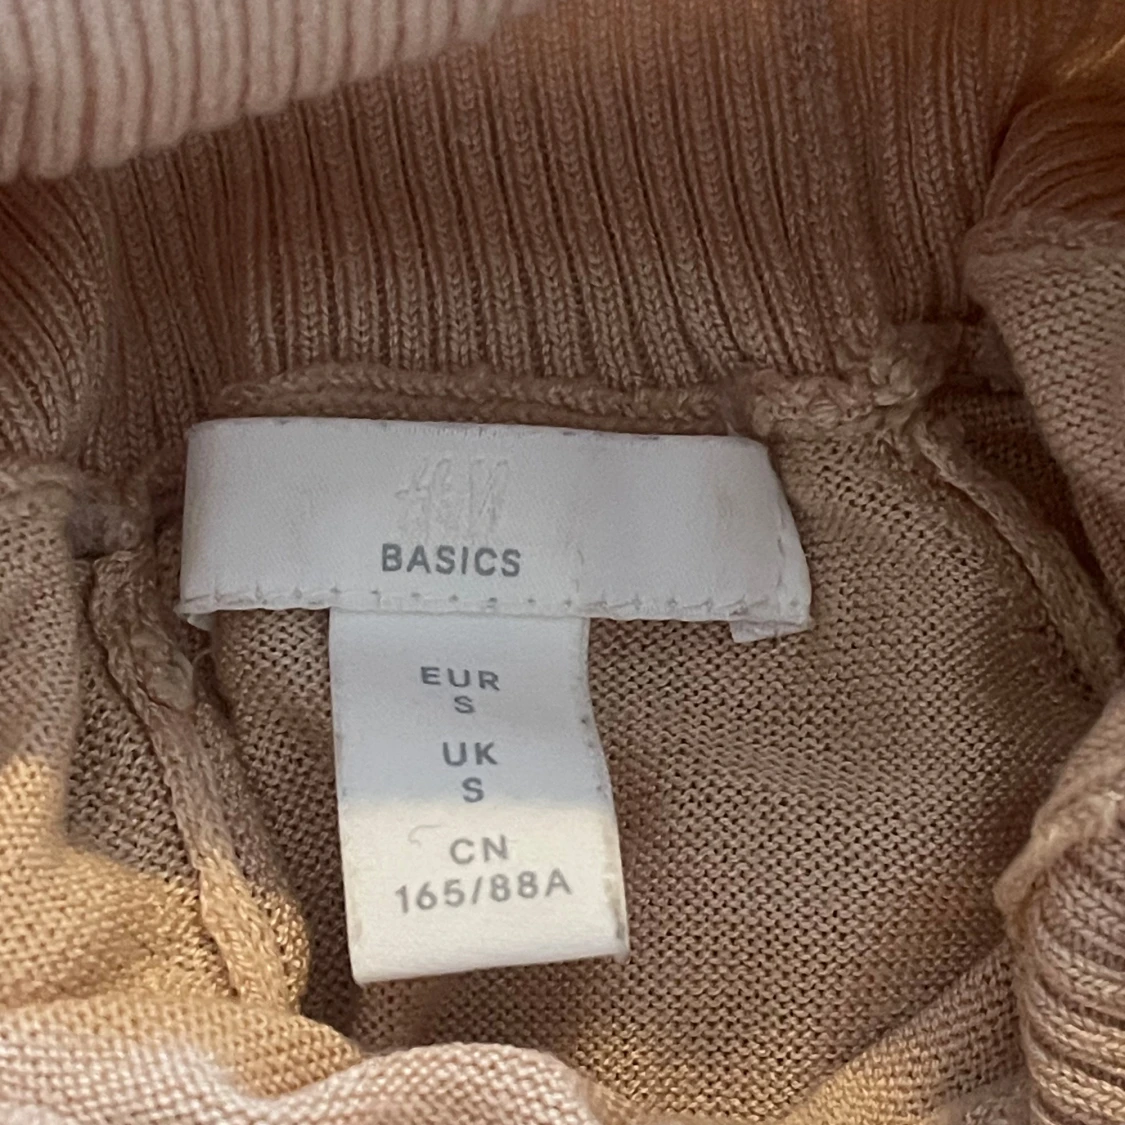 H&M
BASICS
EUR
S
UK
S
CN
165/88A